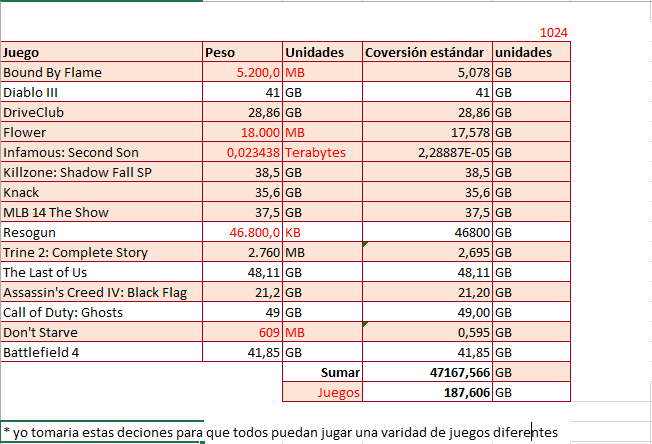 1024
Juego Peso Unidades Coversión estándar unidades
Bound By Flame 5.200,0 MB 5,078 GB
Diablo III 41 GB 41 GB
DriveClub 28,86 GB 28,86 GB
Flower 18.000 MB 17,578 GB
Infamous: Second Son 0,023438 Terabytes 2,28887E-05 GB
Killzone: Shadow Fall SP 38,5 GB 38,5 GB
Knack 35,6 GB 35,6 GB
MLB 14 The Show 37,5 GB 37,5 GB
Resogun 46.800,0 KB 46800 GB
Trine 2: Complete Story 2.760 MB 2,695 GB
The Last of Us 48,11 GB 48,11 GB
Assassin's Creed IV: Black Flag 21,2 GB 21,20 GB
Call of Duty: Ghosts 49 GB 49,00 GB
Don't Starve 609 MB 0,595 GB
Battlefield 4 41,85 GB 41,85 GB
Sumar 47167,566 GB
Juegos 187,606 GB
* yo tomaria estas deciones para que todos puedan jugar una varidad de juegos diferentes